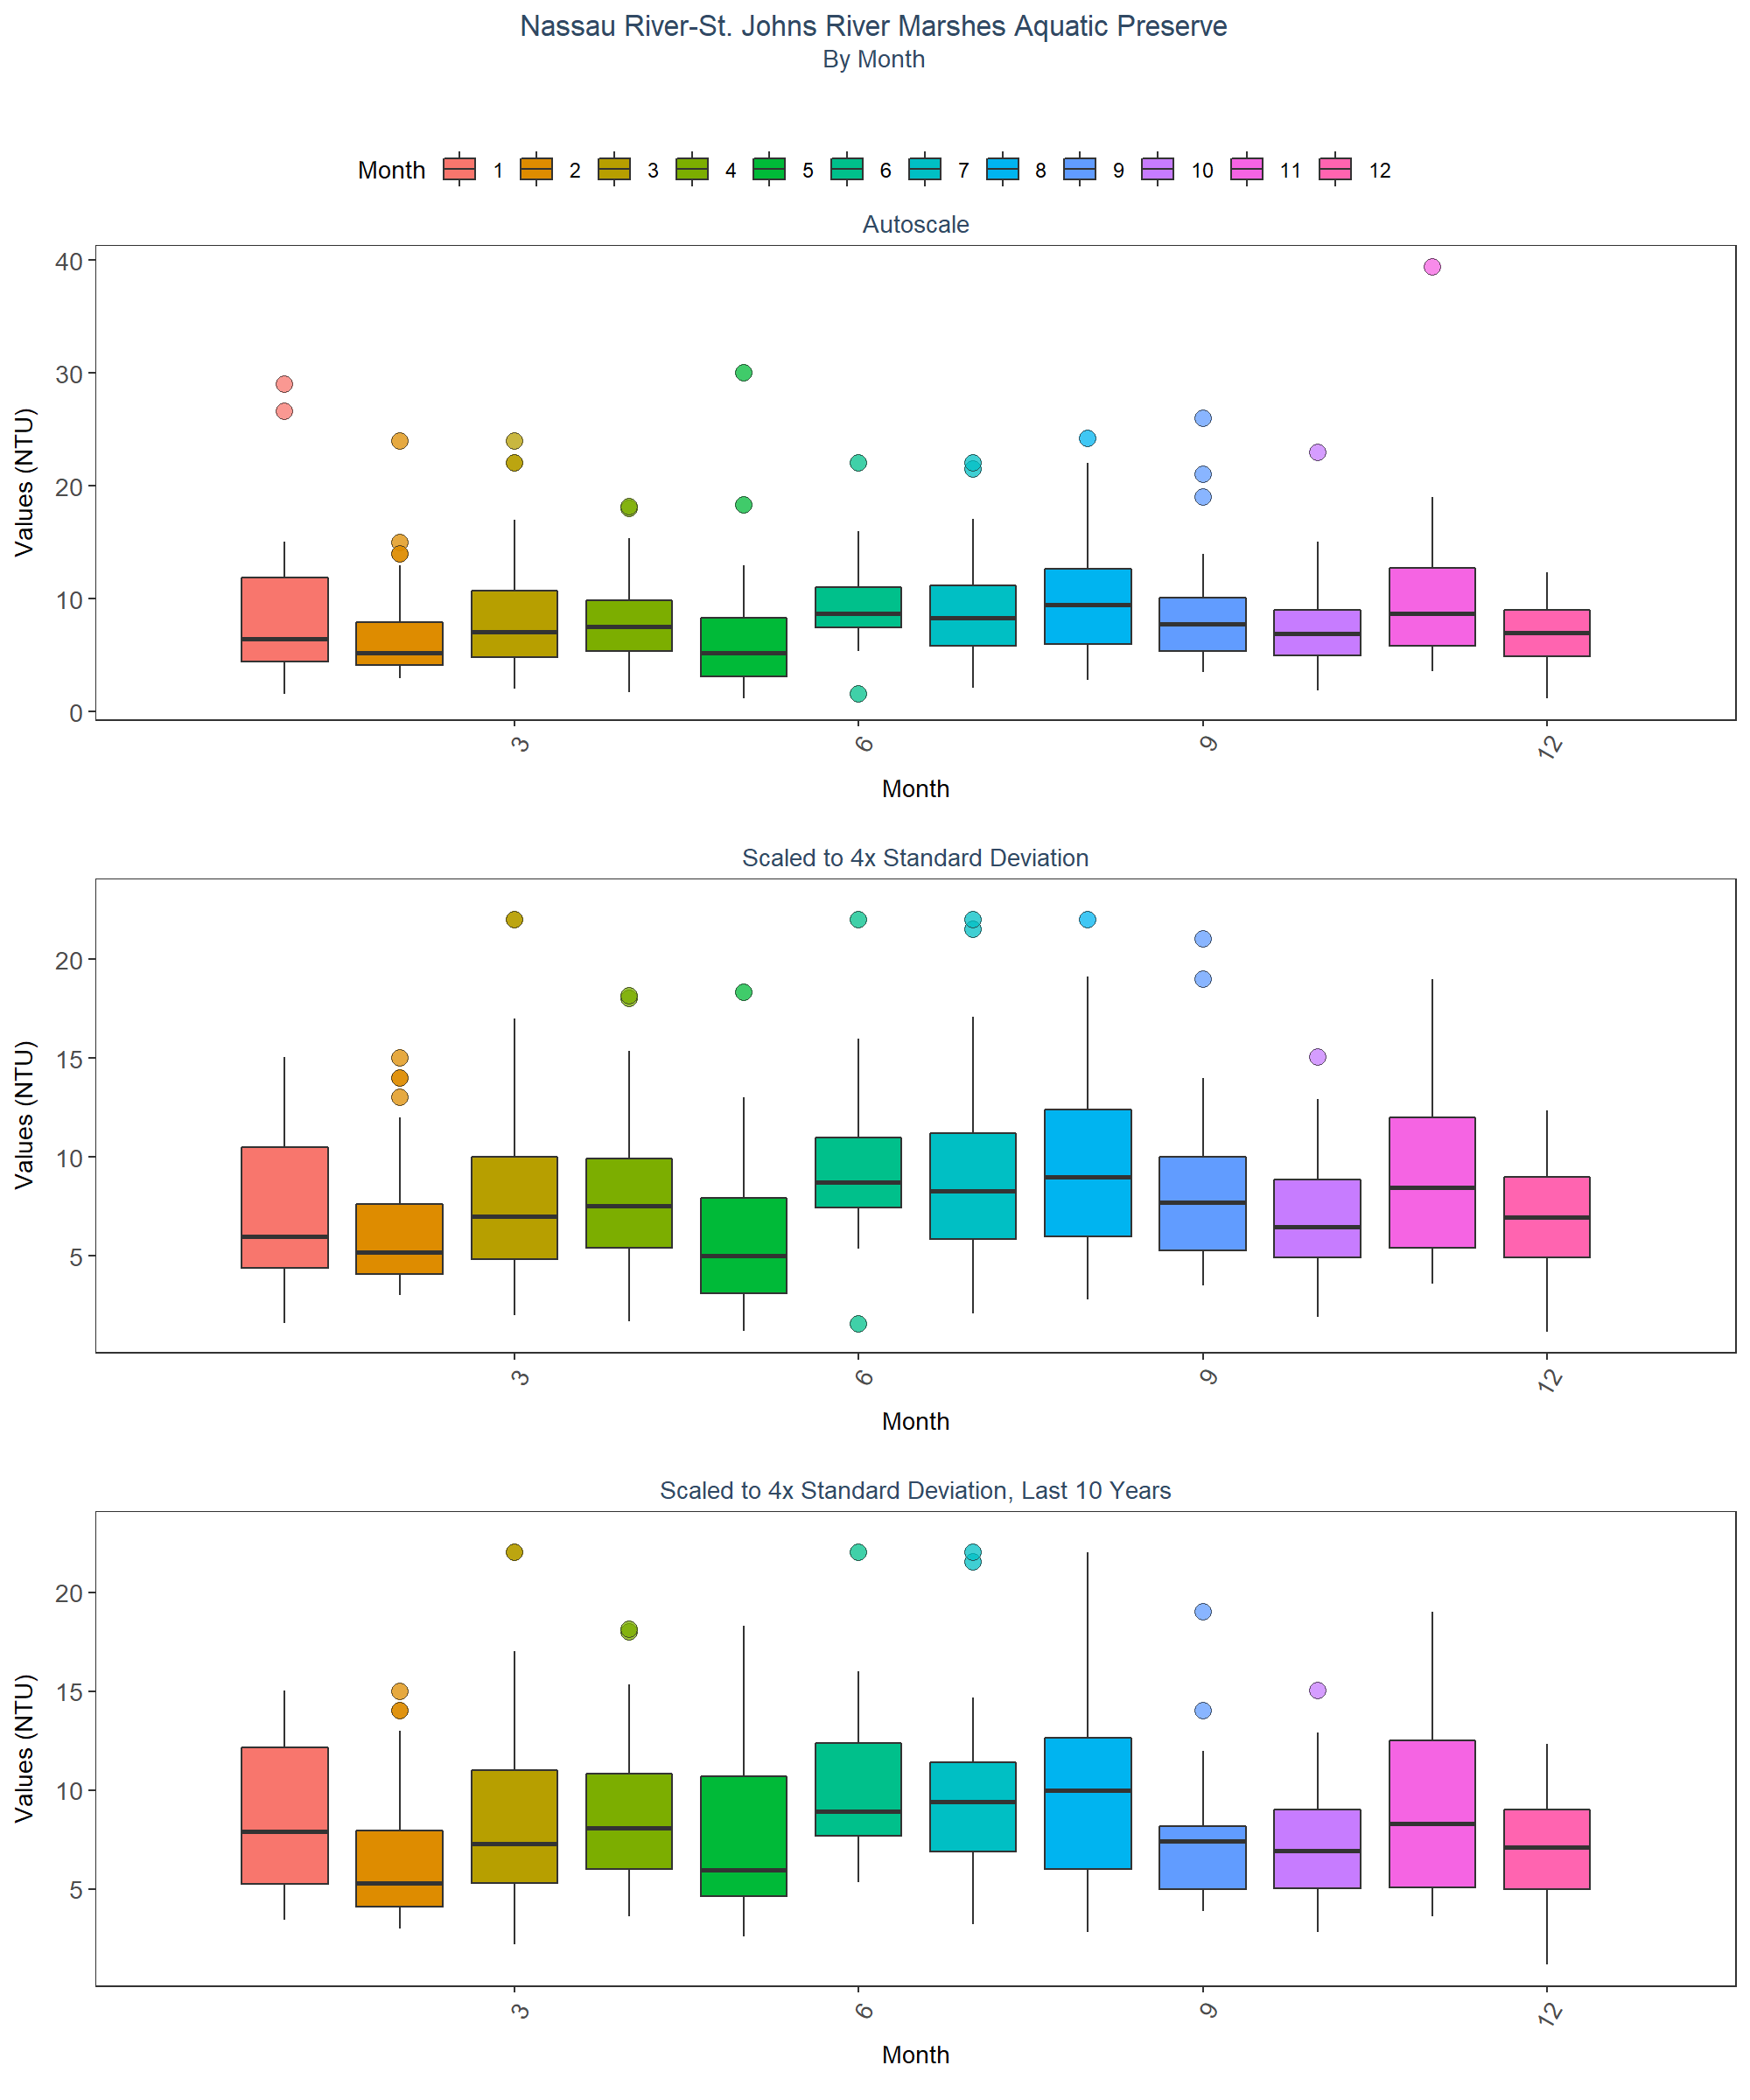 Nassau River-St. Johns River Marshes Aquatic Preserve
By Month
Month 1 2 3 4 5 6 7 8 9 10 11 12
Autoscale
Values (NTU)
40
30
20
10
0
3 6 9 12
Month
Scaled to 4x Standard Deviation
Values (NTU)
20
15
10
5
3 6 9 12
Month
Scaled to 4x Standard Deviation, Last 10 Years
Values (NTU)
20
15
10
5
3 6 9 12
Month